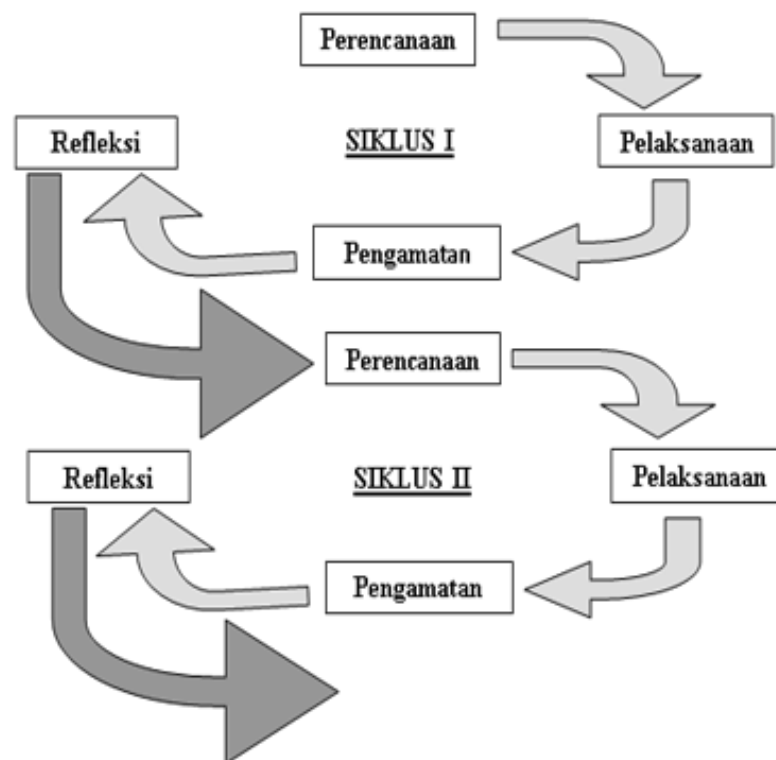 Perencanaan
Refleksi
SIKLUS I
Pelaksanaan
Pengamatan
Perencanaan
Refleksi
SIKLUS II
Pelaksanaan
Pengamatan